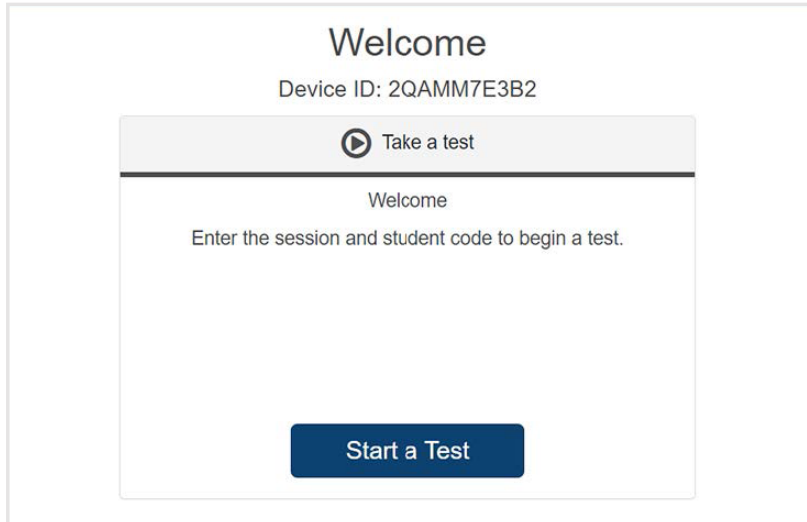 Welcome
Device ID: 2QAMM7E3B2
Take a test
Welcome
Enter the session and student code to begin a test.
Start a Test